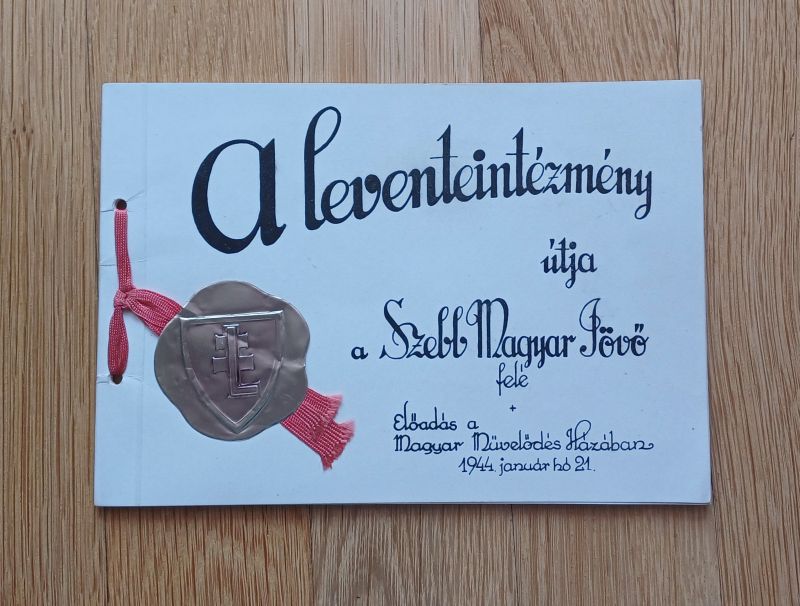 A leventeintézmény
útja
a Szebb Magyar Jövő
felé
+
Előadás a
Magyar Művelődés Házában
1944. január hó 21.
L